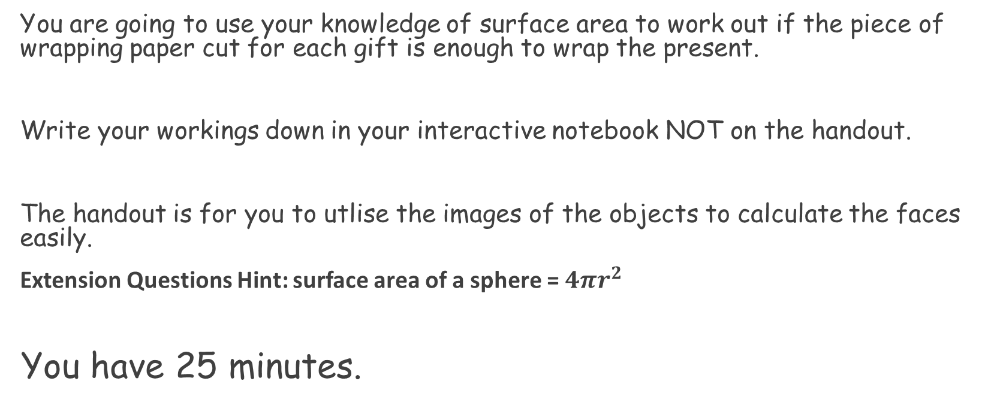 You are going to use your knowledge of surface area to work out if the piece of
wrapping paper cut for each gift is enough to wrap the present.
Write your workings down in your interactive notebook NOT on the handout.
The handout is for you to utlise the images of the objects to calculate the faces
easily.
Extension Questions Hint: surface area of a sphere = 4πr²
You have 25 minutes.